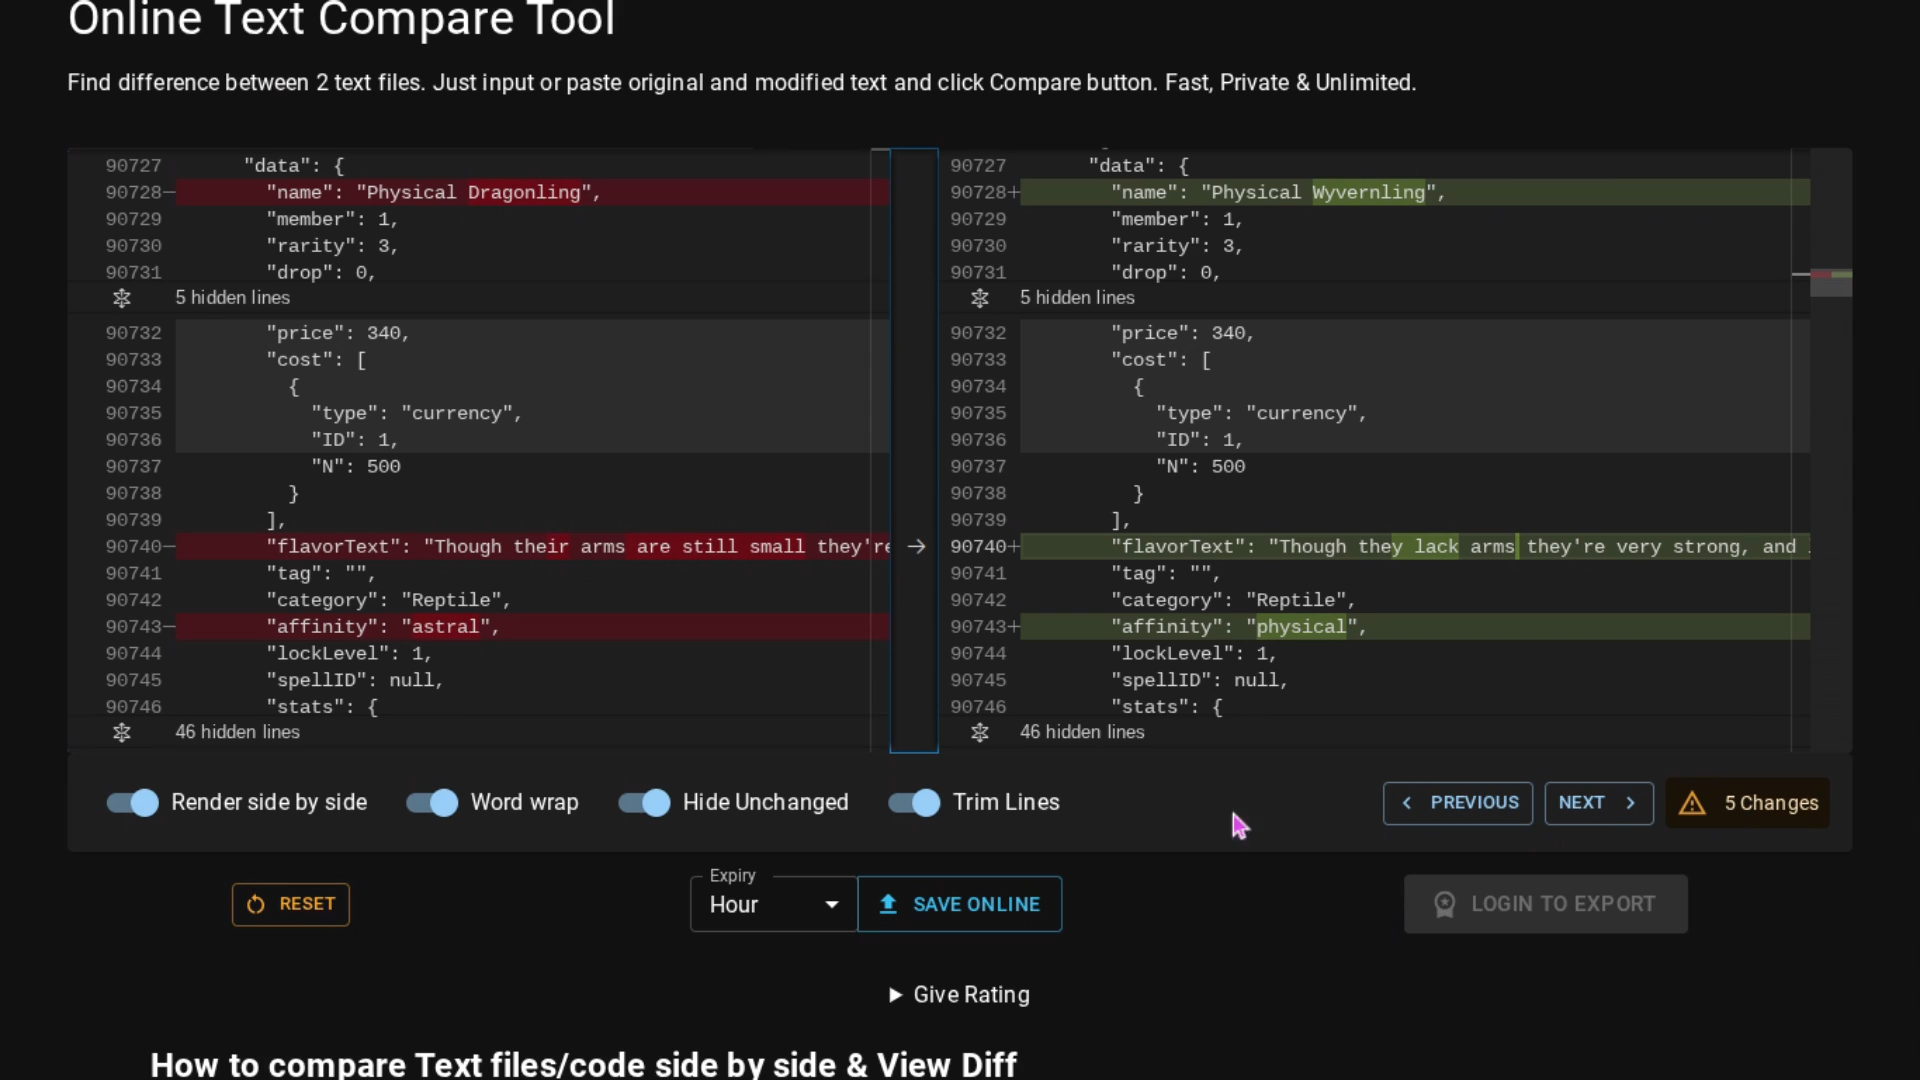 Online Text Compare Tool
Find difference between 2 text files. Just input or paste original and modified text and click Compare button. Fast, Private & Unlimited.
90727 "data": {
90728− "name": "Physical Dragonling",
90729 "member": 1,
90730 "rarity": 3,
90731 "drop": 0,
5 hidden lines
90732 "price": 340,
90733 "cost": [
90734 {
90735 "type": "currency",
90736 "ID": 1,
90737 "N": 500
90738 }
90739 ],
90740− "flavorText": "Though their arms are still small they're
90741 "tag": "",
90742 "category": "Reptile",
90743− "affinity": "astral",
90744 "lockLevel": 1,
90745 "spellID": null,
90746 "stats": {
46 hidden lines
90727 "data": {
90728+ "name": "Physical Wyvernling",
90729 "member": 1,
90730 "rarity": 3,
90731 "drop": 0,
5 hidden lines
90732 "price": 340,
90733 "cost": [
90734 {
90735 "type": "currency",
90736 "ID": 1,
90737 "N": 500
90738 }
90739 ],
90740+ "flavorText": "Though they lack arms they're very strong, and
90741 "tag": "",
90742 "category": "Reptile",
90743+ "affinity": "physical",
90744 "lockLevel": 1,
90745 "spellID": null,
90746 "stats": {
46 hidden lines
Render side by side
Word wrap
Hide Unchanged
Trim Lines
PREVIOUS
NEXT
5 Changes
RESET
Expiry
Hour
SAVE ONLINE
LOGIN TO EXPORT
Give Rating
How to compare Text files/code side by side & View Diff